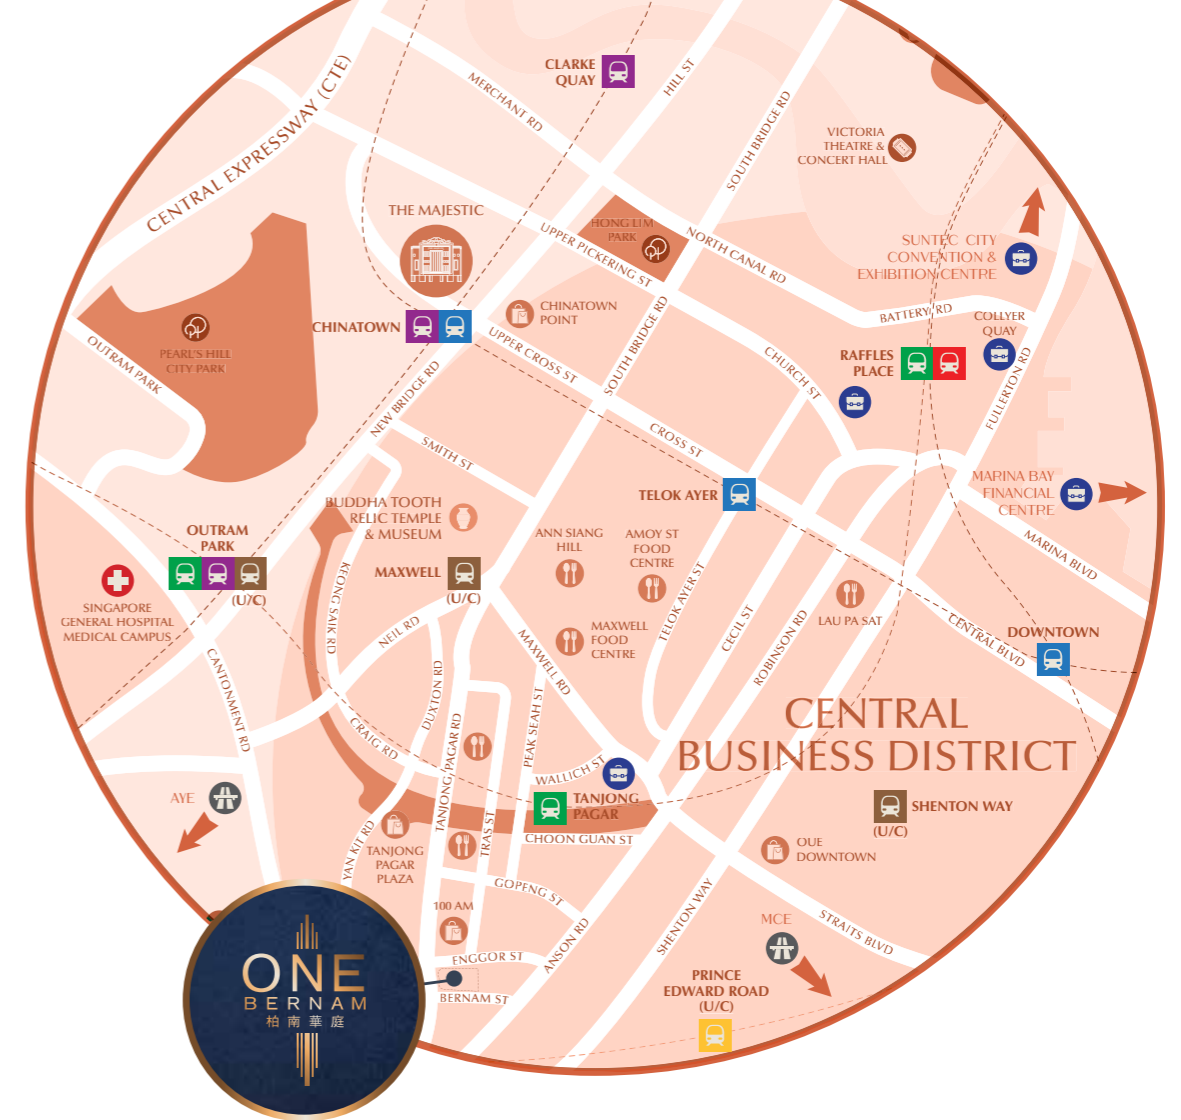 CLARKE
QUAY
HILL ST
MERCHANT RD
CENTRAL EXPRESSWAY (CTE)
SOUTH BRIDGE RD
VICTORIA
THEATRE &
CONCERT HALL
THE MAJESTIC
HONG LIM
PARK
UPPER PICKERING ST
NORTH CANAL RD
SUNTEC CITY
CONVENTION &
EXHIBITION CENTRE
BATTERY RD
COLLYER
QUAY
CHINATOWN
CHINATOWN
POINT
UPPER CROSS ST
SOUTH BRIDGE RD
CHURCH ST
RAFFLES
PLACE
FULLERTON RD
PEARL'S HILL
CITY PARK
OUTRAM PARK
NEW BRIDGE RD
SMITH ST
CROSS ST
TELOK AYER
MARINA BAY
FINANCIAL
CENTRE
MARINA BLVD
BUDDHA TOOTH
RELIC TEMPLE
& MUSEUM
OUTRAM
PARK
(U/C)
MAXWELL
(U/C)
ANN SIANG
HILL
AMOY ST
FOOD
CENTRE
SINGAPORE
GENERAL HOSPITAL
MEDICAL CAMPUS
KEONG SAIK RD
NEIL RD
MAXWELL
FOOD
CENTRE
TELOK AYER ST
CECIL ST
ROBINSON RD
LAU PA SAT
CENTRAL BLVD
DOWNTOWN
CANTONMENT RD
DUXTON RD
MAXWELL RD
CRAIG RD
TANJONG PAGAR RD
PEAK SEAH ST
WALLICH ST
CENTRAL
BUSINESS DISTRICT
AYE
TANJONG
PAGAR
SHENTON WAY
(U/C)
YAN KIT RD
TANJONG
PAGAR
PLAZA
TRAS ST
CHOON GUAN ST
OUE
DOWNTOWN
GOPENG ST
100 AM
ANSON RD
SHENTON WAY
STRAITS BLVD
MCE
ENGGOR ST
BERNAM ST
PRINCE
EDWARD ROAD
(U/C)
ONE
BERNAM
柏南華庭